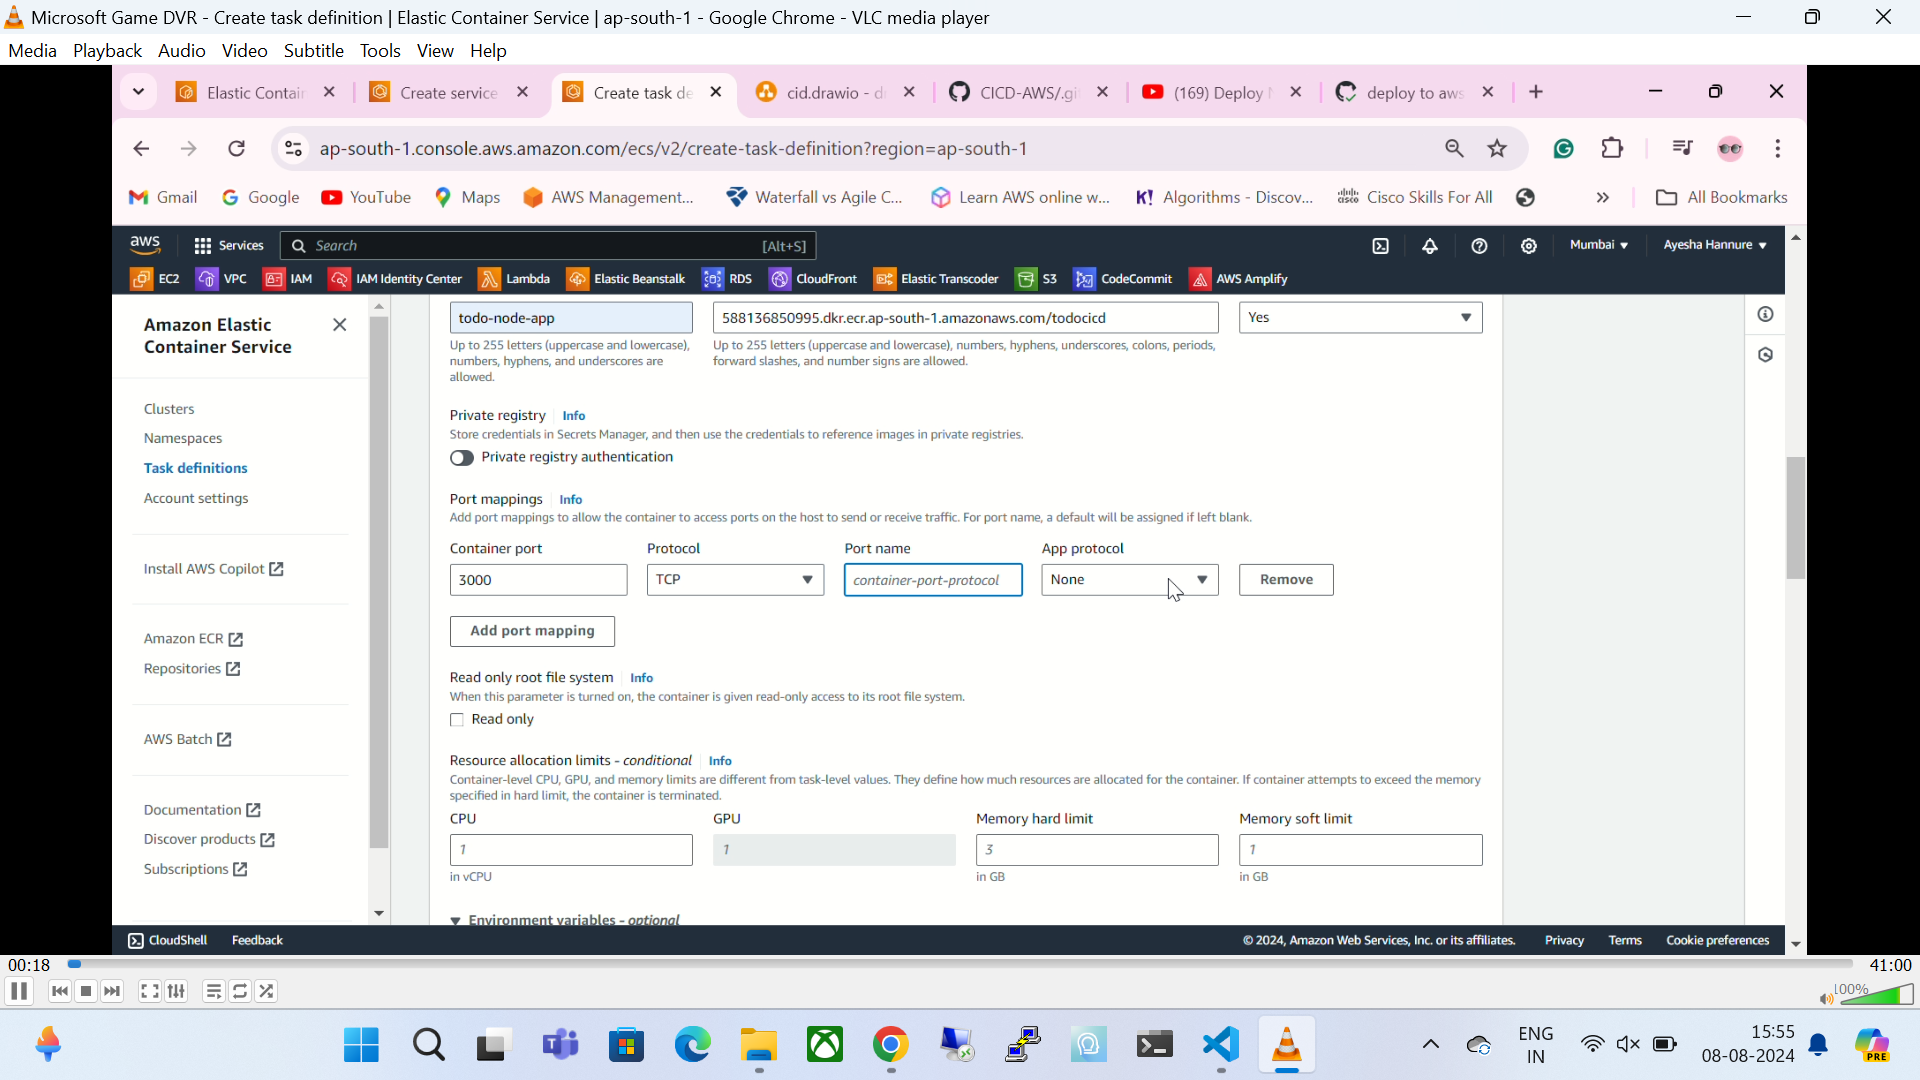 Microsoft Game DVR - Create task definition | Elastic Container Service | ap-south-1 - Google Chrome - VLC media player
Media Playback Audio Video Subtitle Tools View Help
Elastic Contai Create service Create task de cid.drawio - d CICD-AWS/.gi (169) Deploy deploy to aws
ap-south-1.console.aws.amazon.com/ecs/v2/create-task-definition?region=ap-south-1
Gmail Google YouTube Maps AWS Management... Waterfall vs Agile C... Learn AWS online w... K! Algorithms - Discov... Cisco Skills For All » All Bookmarks
aws Services Search [Alt+S] Mumbai Ayesha Hannure
EC2 VPC IAM IAM Identity Center Lambda Elastic Beanstalk RDS CloudFront Elastic Transcoder S3 CodeCommit AWS Amplify
Amazon Elastic
Container Service
Clusters
Namespaces
Task definitions
Account settings
Install AWS Copilot
Amazon ECR
Repositories
AWS Batch
Documentation
Discover products
Subscriptions
todo-node-app 588136850995.dkr.ecr.ap-south-1.amazonaws.com/todocicd Yes
Up to 255 letters (uppercase and lowercase), numbers, hyphens, and underscores are allowed.
Up to 255 letters (uppercase and lowercase), numbers, hyphens, underscores, colons, periods, forward slashes, and number signs are allowed.
Private registry Info
Store credentials in Secrets Manager, and then use the credentials to reference images in private registries.
Private registry authentication
Port mappings Info
Add port mappings to allow the container to access ports on the host to send or receive traffic. For port name, a default will be assigned if left blank.
Container port Protocol Port name App protocol
3000 TCP container-port-protocol None Remove
Add port mapping
Read only root file system Info
When this parameter is turned on, the container is given read-only access to its root file system.
Read only
Resource allocation limits - conditional Info
Container-level CPU, GPU, and memory limits are different from task-level values. They define how much resources are allocated for the container. If container attempts to exceed the memory
specified in hard limit, the container is terminated.
CPU GPU Memory hard limit Memory soft limit
1 1 3 1
in vCPU in GB in GB
Environment variables - optional
CloudShell Feedback © 2024, Amazon Web Services, Inc. or its affiliates. Privacy Terms Cookie preferences
00:18 41:00
100%
ENG
IN
15:55
08-08-2024
PRE